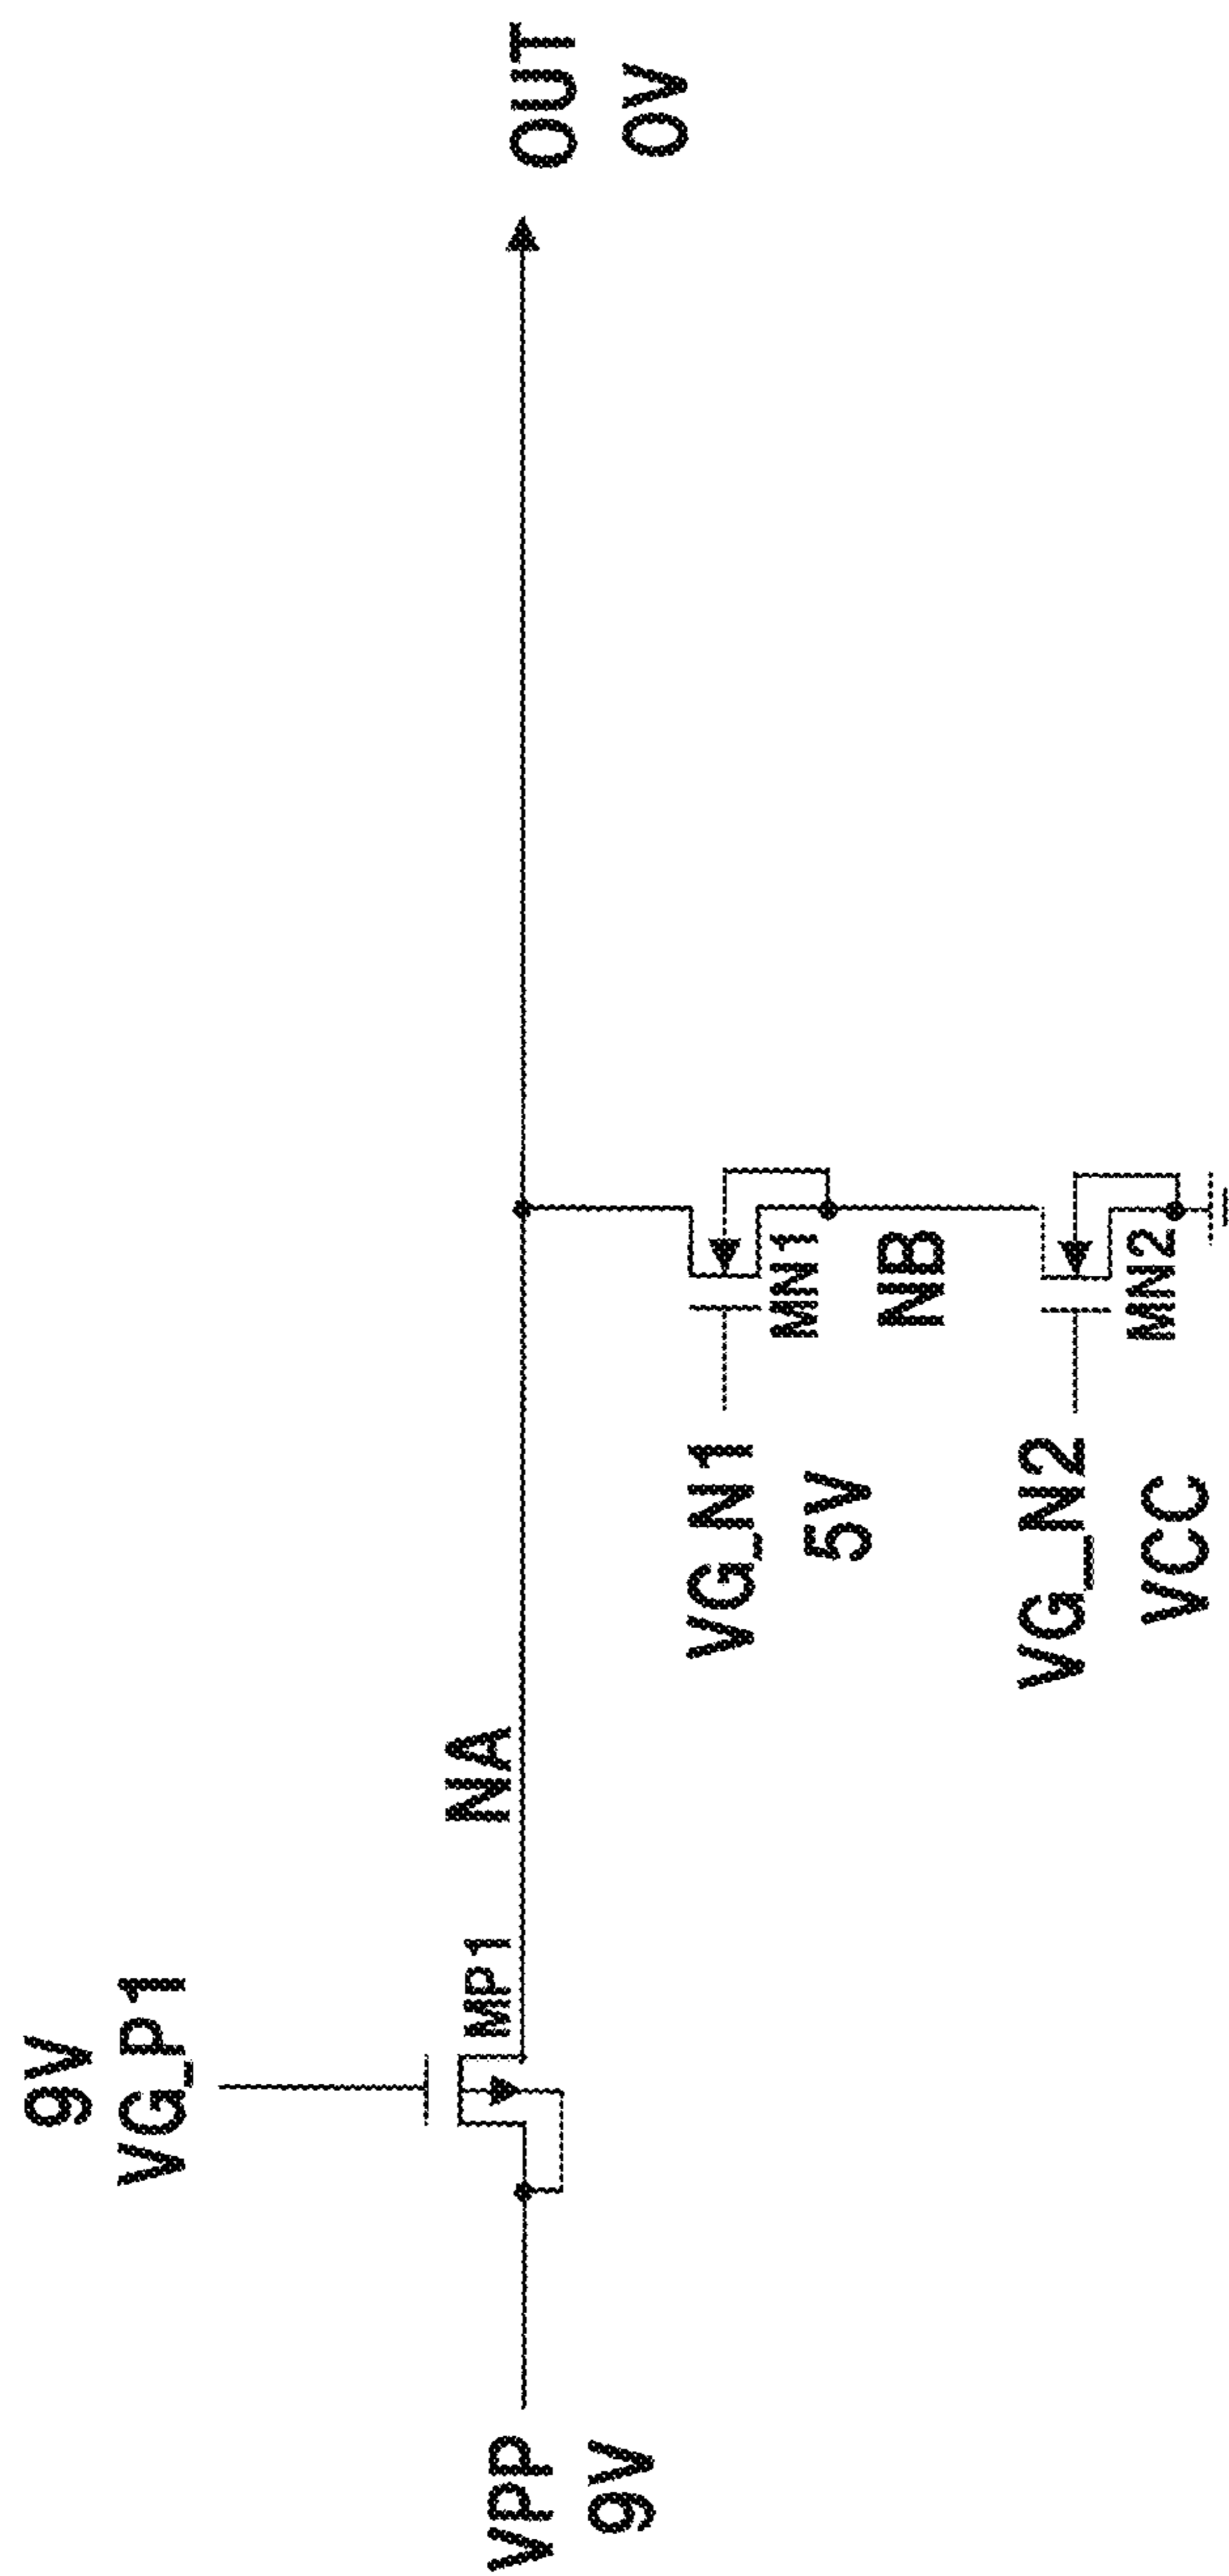 9V
VG_P1
VPP
9V
MP1
NA
OUT
0V
VG_N1
5V
MN1
NB
VG_N2
VCC
MN2